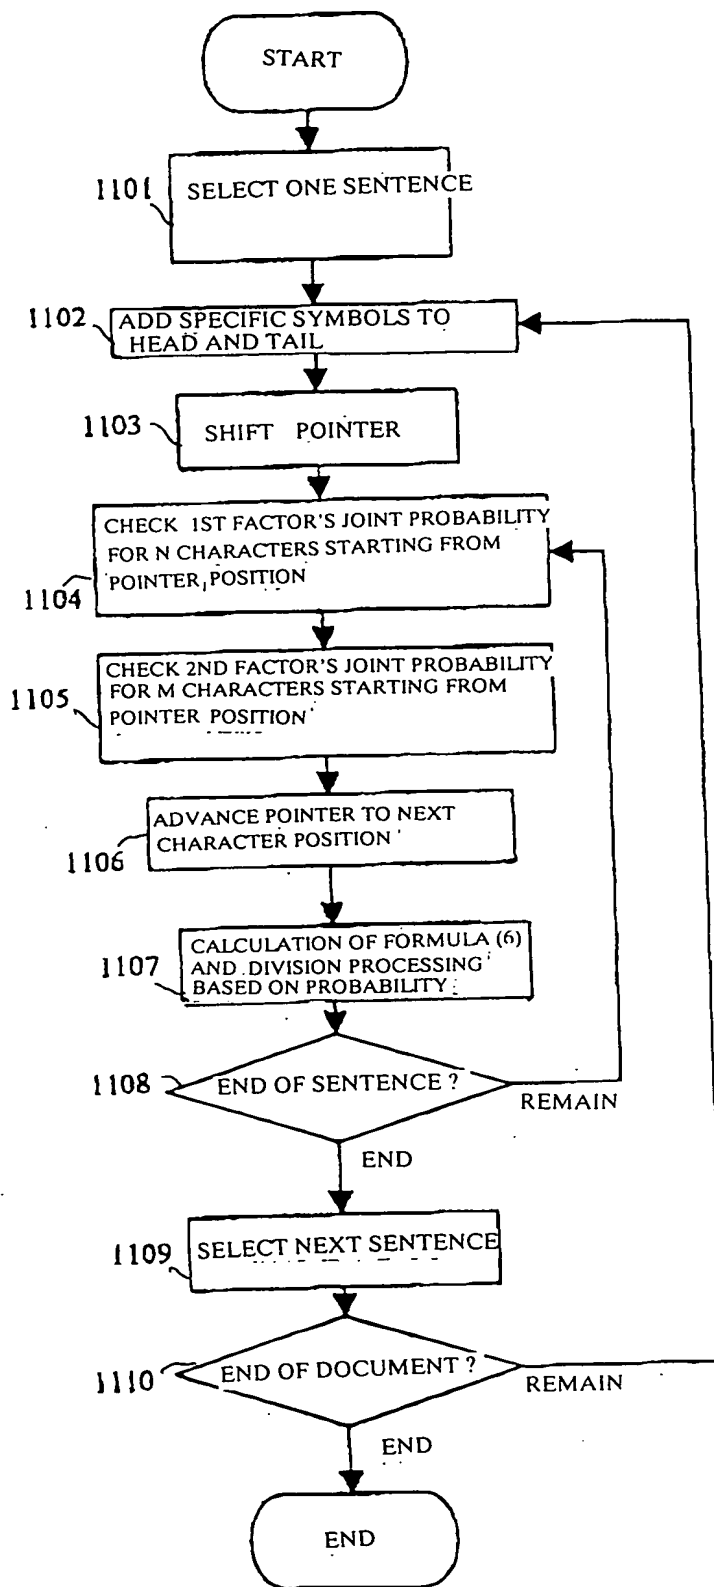 START
1101
SELECT ONE SENTENCE
1102
ADD SPECIFIC SYMBOLS TO
HEAD AND TAIL
1103
SHIFT POINTER
CHECK 1ST FACTOR'S JOINT PROBABILITY
FOR N CHARACTERS STARTING FROM
POINTER POSITION
1104
CHECK 2ND FACTOR'S JOINT PROBABILITY
FOR M CHARACTERS STARTING FROM
POINTER POSITION
1105
ADVANCE POINTER TO NEXT
CHARACTER POSITION
1106
CALCULATION OF FORMULA (6)
AND DIVISION PROCESSING
BASED ON PROBABILITY
1107
1108
END OF SENTENCE ?
REMAIN
END
1109
SELECT NEXT SENTENCE
1110
END OF DOCUMENT ?
REMAIN
END
END